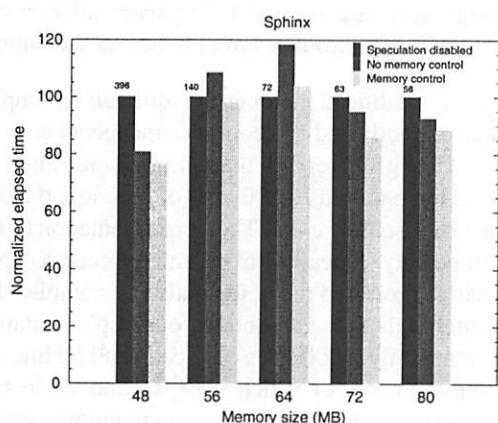 Sphinx
120
100
80
60
40
20
0
Normalized elapsed time
Speculation disabled
No memory control
Memory control
396
140
72
63
56
48
56
64
72
80
Memory size (MB)